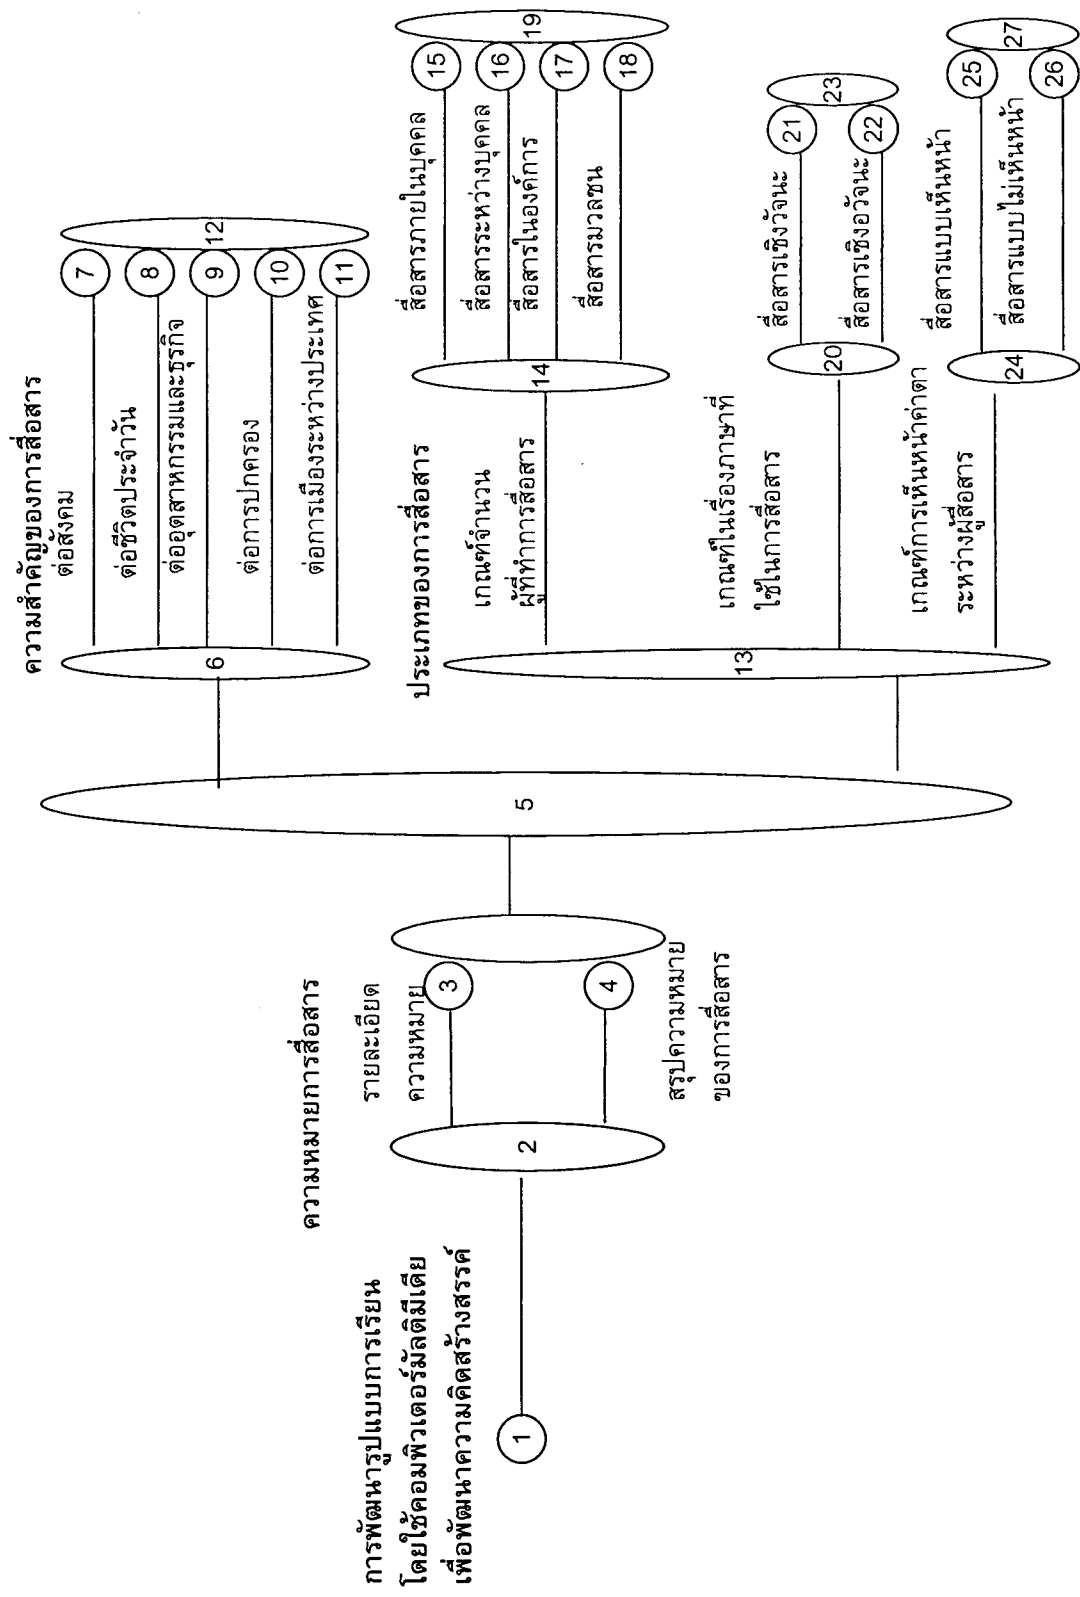 การพัฒนารูปแบบการเรียน
โดยใช้คอมพิวเตอร์มัลติมีเดีย
เพื่อพัฒนาความคิดสร้างสรรค์
1
ความหมายการสื่อสาร
2
รายละเอียด
ความหมาย
3
4
สรุปความหมาย
ของการสื่อสาร
5
ความสำคัญของการสื่อสาร
6
ต่อสังคม
7
ต่อชีวิตประจำวัน
8
ต่ออุตสาหกรรมและธุรกิจ
9
ต่อการปกครอง
10
ต่อการเมืองระหว่างประเทศ
11
12
ประเภทของการสื่อสาร
13
เกณฑ์จำนวน
ผู้ที่ทำการสื่อสาร
14
สื่อสารภายในบุคคล
15
สื่อสารระหว่างบุคคล
16
สื่อสารในองค์การ
17
สื่อสารมวลชน
18
19
เกณฑ์ในเรื่องภาษาที่
ใช้ในการสื่อสาร
20
สื่อสารเชิงวัจนะ
21
สื่อสารเชิงอวัจนะ
22
23
เกณฑ์การเห็นหน้าค่าตา
ระหว่างผู้สื่อสาร
24
สื่อสารแบบเห็นหน้า
25
สื่อสารแบบไม่เห็นหน้า
26
27